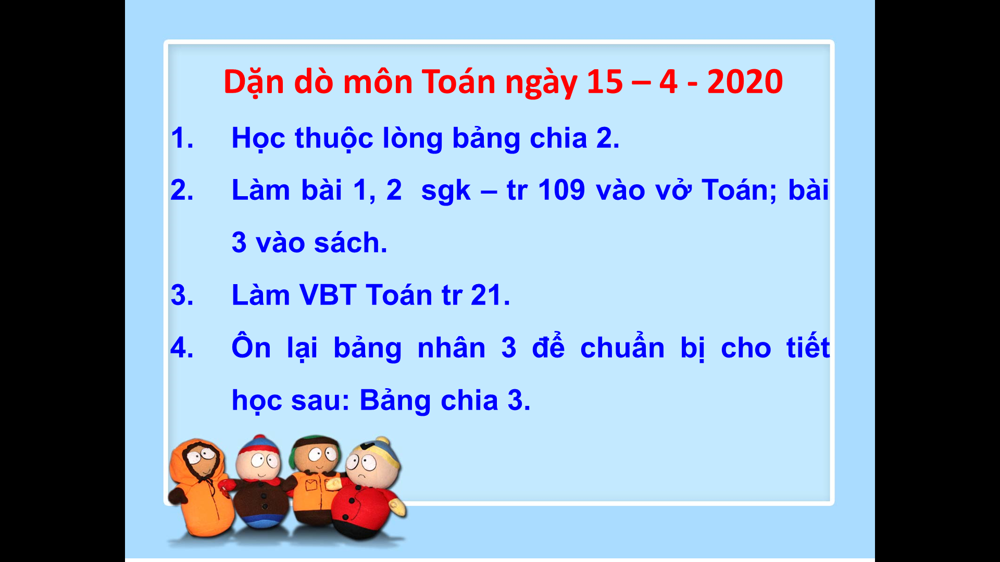 Dặn dò môn Toán ngày 15 – 4 - 2020
1. Học thuộc lòng bảng chia 2.
2. Làm bài 1, 2 sgk – tr 109 vào vở Toán; bài
3 vào sách.
3. Làm VBT Toán tr 21.
4. Ôn lại bảng nhân 3 để chuẩn bị cho tiết
học sau: Bảng chia 3.